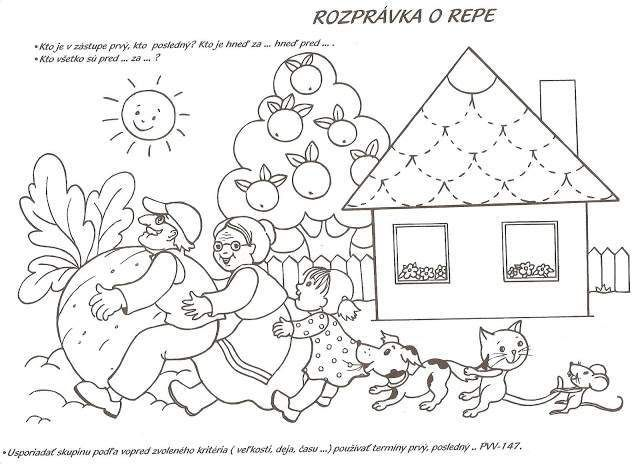 ROZPRÁVKA O REPE
• Kto je v zástupe prvý, kto posledný? Kto je hneď za ... hneď pred ... .
• Kto všetko sú pred ... za ... ?
• Usporiadať skupinu podľa vopred zvoleného kritéria ( veľkosti, deja, času ...) používať termíny prvý, posledný .. PVV-147.